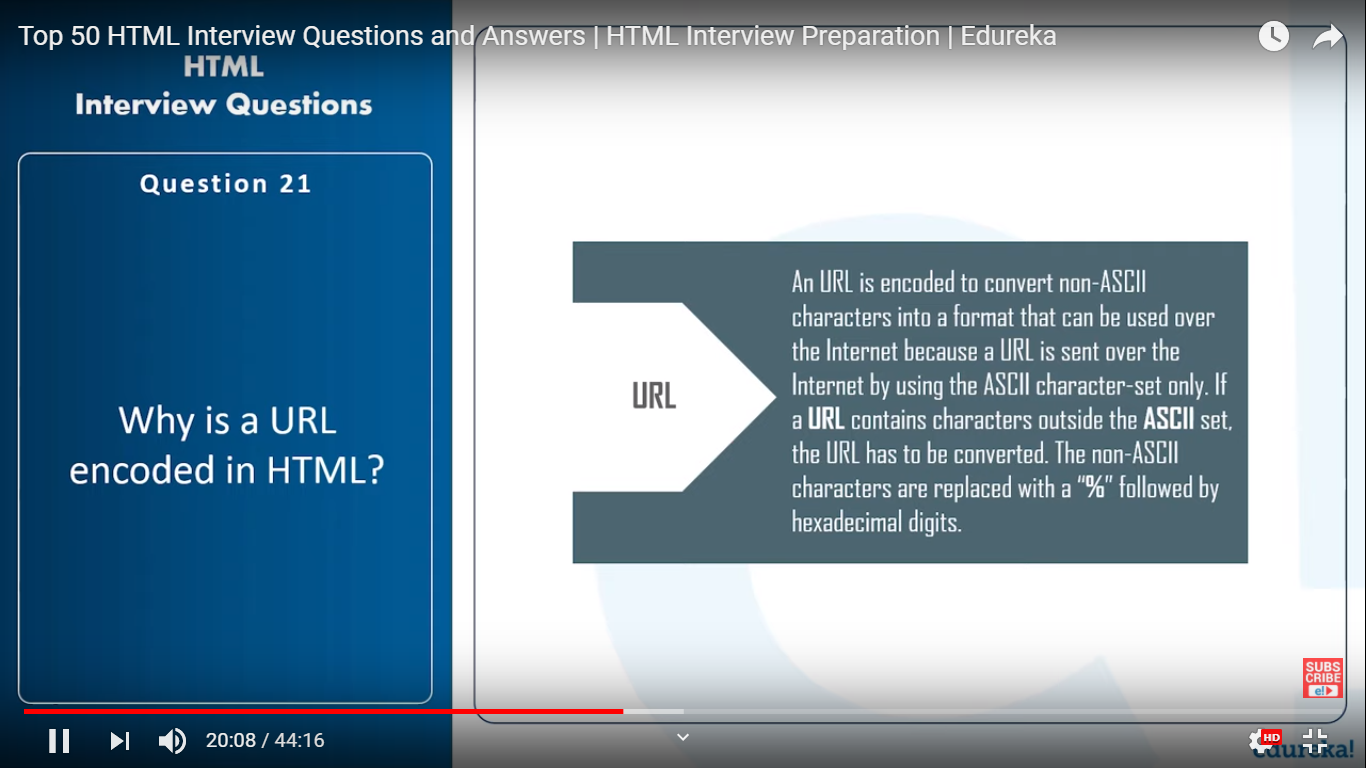 Top 50 HTML Interview Questions and Answers | HTML Interview Preparation | Edureka
HTML
Interview Questions
Question 21
Why is a URL
encoded in HTML?
URL
An URL is encoded to convert non-ASCII
characters into a format that can be used over
the Internet because a URL is sent over the
Internet by using the ASCII character-set only. If
a URL contains characters outside the ASCII set,
the URL has to be converted. The non-ASCII
characters are replaced with a “%” followed by
hexadecimal digits.
SUBS
CRIBE
e!
20:08 / 44:16
HD
edureka!